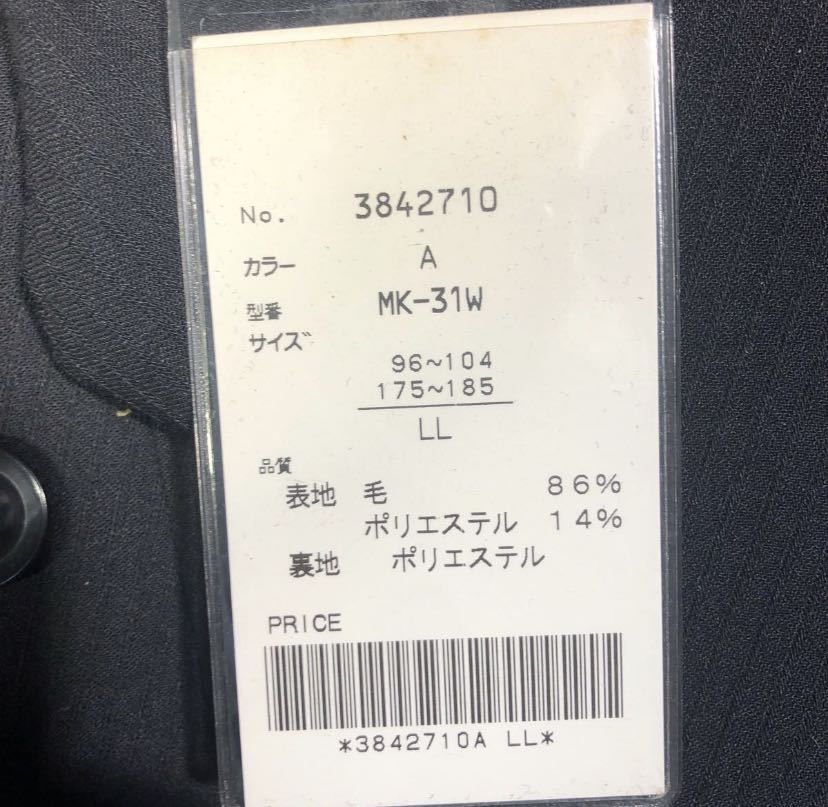 No. 3842710
カラー A
型番 MK-31W
サイズ
96~104
175~185
LL
品質
表地 毛 86%
ポリエステル 14%
裏地 ポリエステル
PRICE
*3842710A LL*